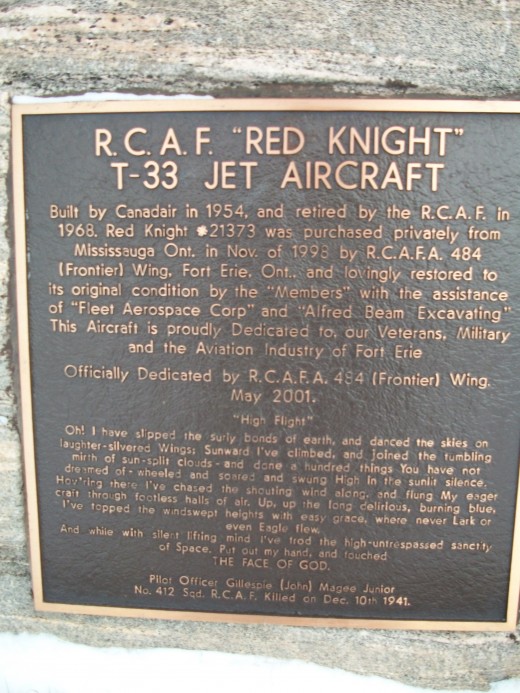 R.C.A.F. "RED KNIGHT"
T-33 JET AIRCRAFT
Built by Canadair in 1954, and retired by the R.C.A.F. in
1968. Red Knight #21373 was purchased privately from
Mississauga Ont. in Nov. of 1998 by R.C.A.F.A. 484
(Frontier) Wing, Fort Erie, Ont., and lovingly restored to
its original condition by the "Members" with the assistance
of "Fleet Aerospace Corp" and "Alfred Beam Excavating"
This Aircraft is proudly Dedicated to, our Veterans, Military
and the Aviation Industry of Fort Erie
Officially Dedicated by R.C.A.F.A. 484 (Frontier) Wing.
May 2001.
"High Flight"
Oh! I have slipped the surly bonds of earth, and danced the skies on
laughter-silvered Wings; Sunward I've climbed, and joined the tumbling
mirth of sun-split clouds - and done a hundred things You have not
dreamed of - wheeled and soared and swung High in the sunlit silence.
Hov'ring there I've chased the shouting wind along, and flung My eager
craft through footless halls of air. Up, up the long delirious, burning blue,
I've topped the windswept heights with easy grace, where never Lark or
even Eagle flew.
And while with silent lifting mind I've trod the high-untrespassed sanctity
of Space. Put out my hand, and touched
THE FACE OF GOD.
Pilot Officer Gillespie (John) Magee Junior
No. 412 Sqd. R.C.A.F. Killed on Dec. 10th 1941.